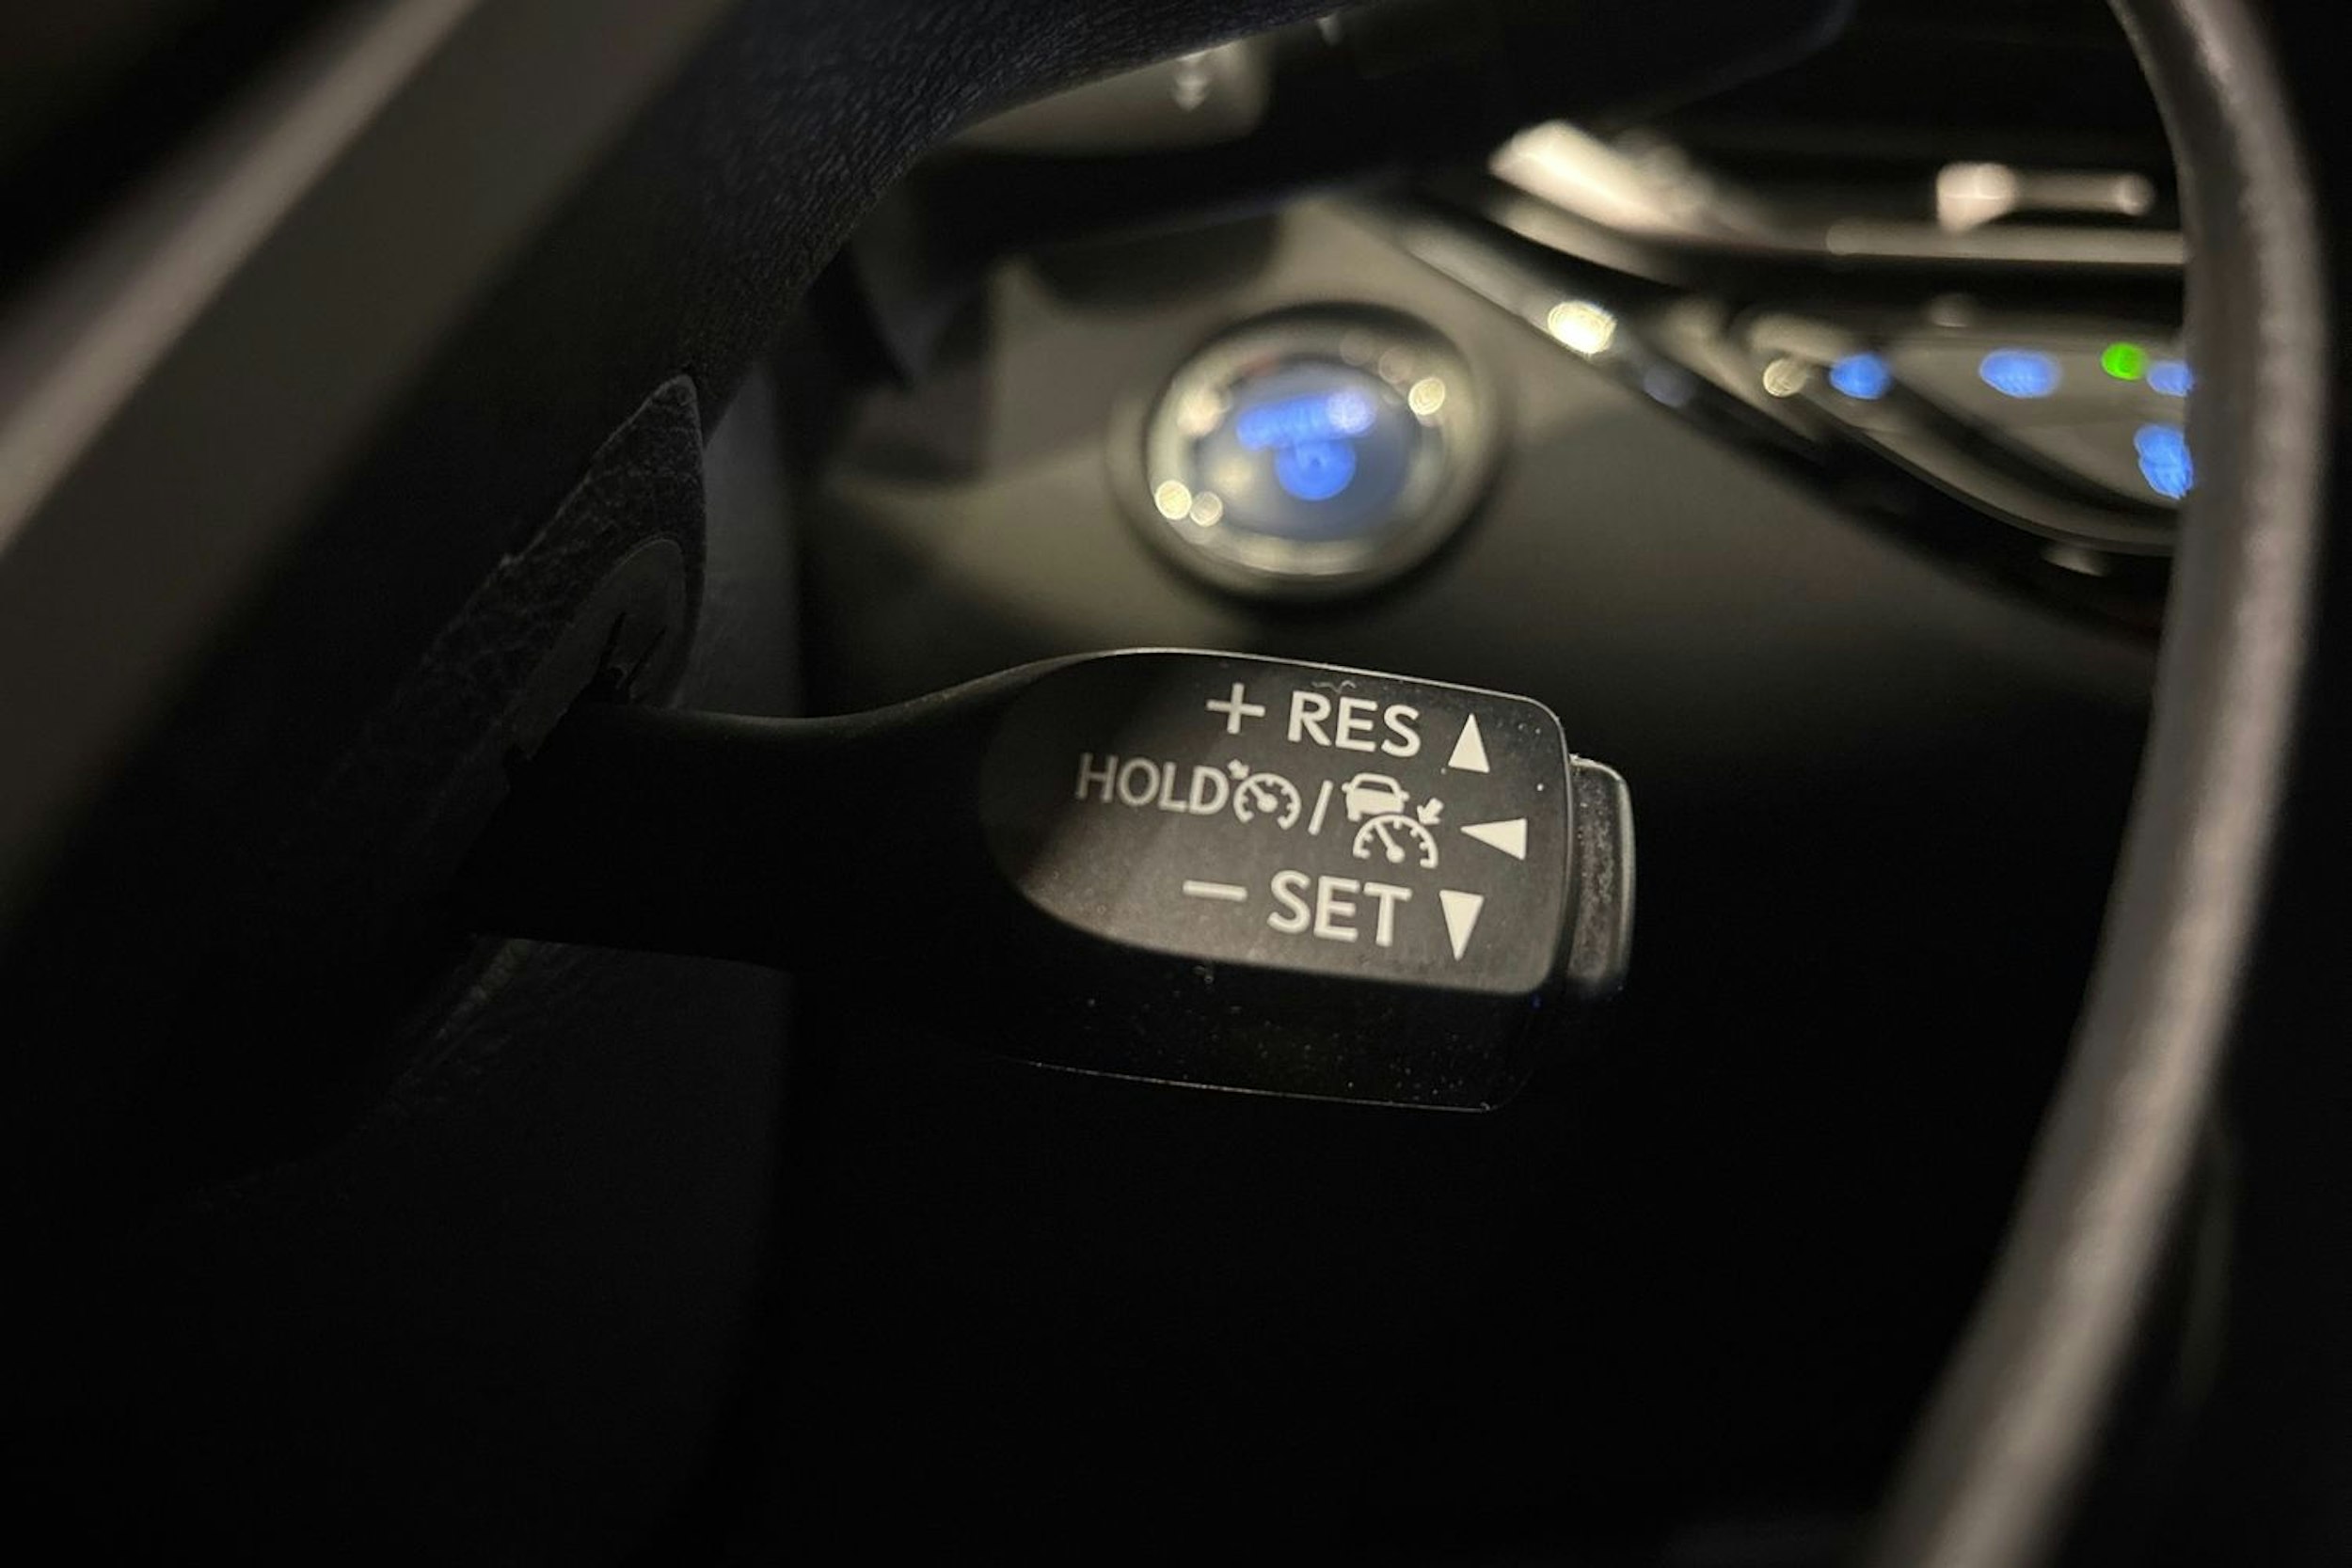 + RES ▲
HOLD / ◀
− SET ▼